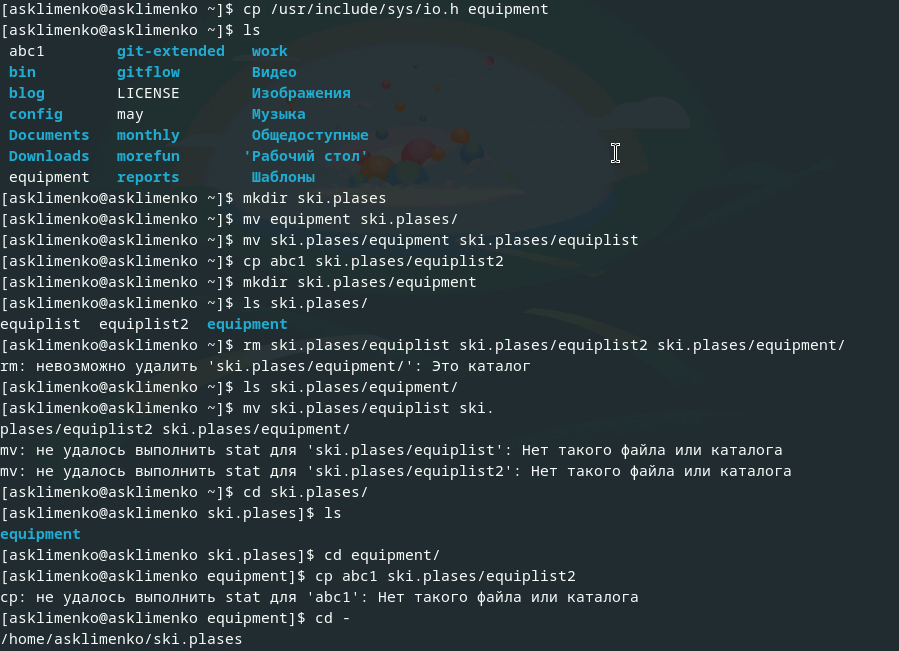 [asklimenko@asklimenko ~]$ cp /usr/include/sys/io.h equipment
[asklimenko@asklimenko ~]$ ls
abc1 git-extended work
bin gitflow Видео
blog LICENSE Изображения
config may Музыка
Documents monthly Общедоступные
Downloads morefun 'Рабочий стол'
equipment reports Шаблоны
[asklimenko@asklimenko ~]$ mkdir ski.plases
[asklimenko@asklimenko ~]$ mv equipment ski.plases/
[asklimenko@asklimenko ~]$ mv ski.plases/equipment ski.plases/equiplist
[asklimenko@asklimenko ~]$ cp abc1 ski.plases/equiplist2
[asklimenko@asklimenko ~]$ mkdir ski.plases/equipment
[asklimenko@asklimenko ~]$ ls ski.plases/
equiplist equiplist2 equipment
[asklimenko@asklimenko ~]$ rm ski.plases/equiplist ski.plases/equiplist2 ski.plases/equipment/
rm: невозможно удалить 'ski.plases/equipment/': Это каталог
[asklimenko@asklimenko ~]$ ls ski.plases/equipment/
[asklimenko@asklimenko ~]$ mv ski.plases/equiplist ski.
plases/equiplist2 ski.plases/equipment/
mv: не удалось выполнить stat для 'ski.plases/equiplist': Нет такого файла или каталога
mv: не удалось выполнить stat для 'ski.plases/equiplist2': Нет такого файла или каталога
[asklimenko@asklimenko ~]$ cd ski.plases/
[asklimenko@asklimenko ski.plases]$ ls
equipment
[asklimenko@asklimenko ski.plases]$ cd equipment/
[asklimenko@asklimenko equipment]$ cp abc1 ski.plases/equiplist2
cp: не удалось выполнить stat для 'abc1': Нет такого файла или каталога
[asklimenko@asklimenko equipment]$ cd -
/home/asklimenko/ski.plases